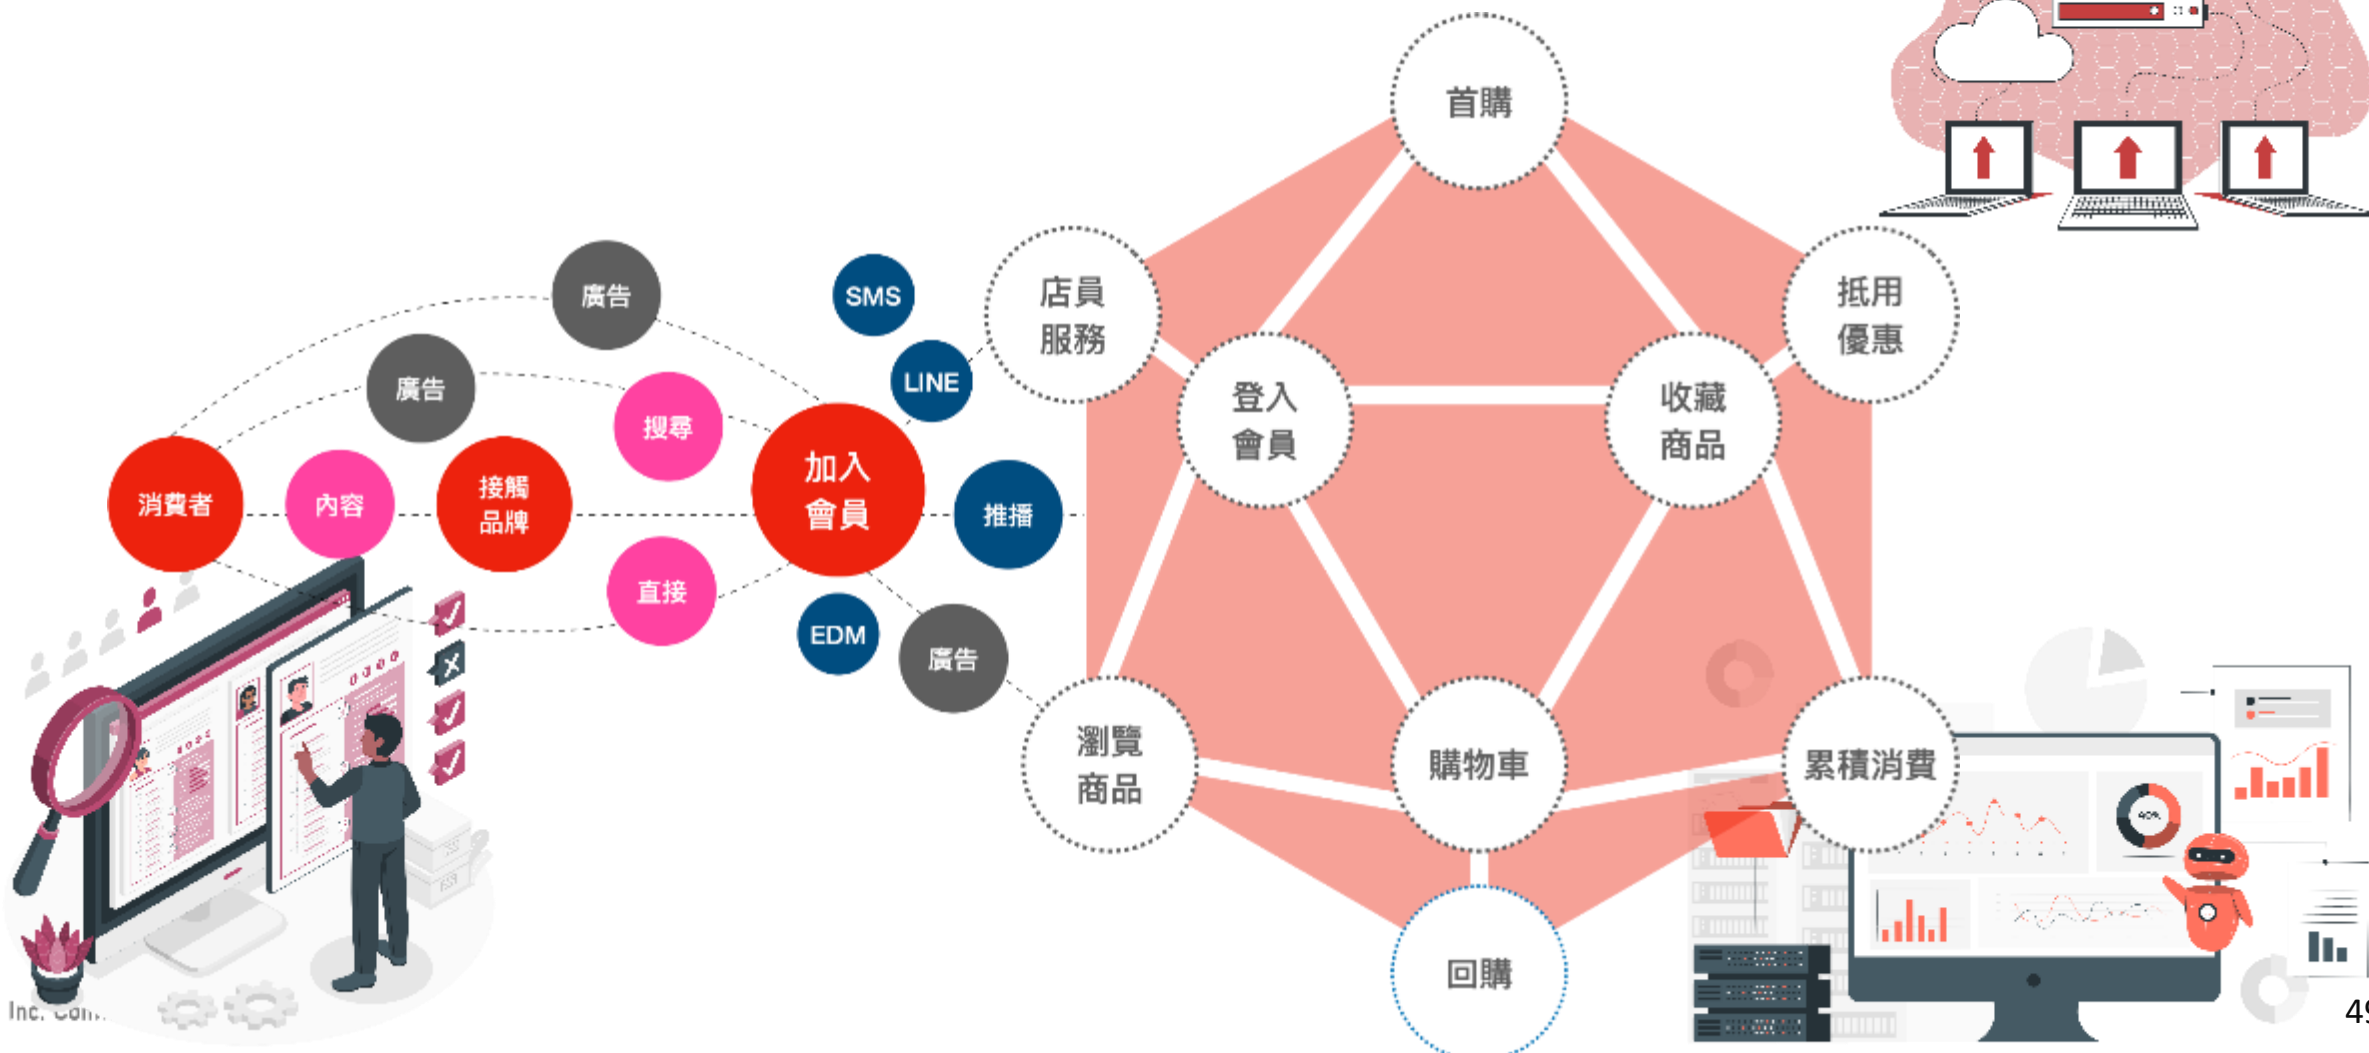 首購
店員
服務
抵用
優惠
廣告
SMS
廣告
LINE
搜尋
登入
會員
收藏
商品
消費者
內容
接觸
品牌
加入
會員
推播
直接
EDM
廣告
瀏覽
商品
購物車
累積消費
40%
回購
Inc.
49